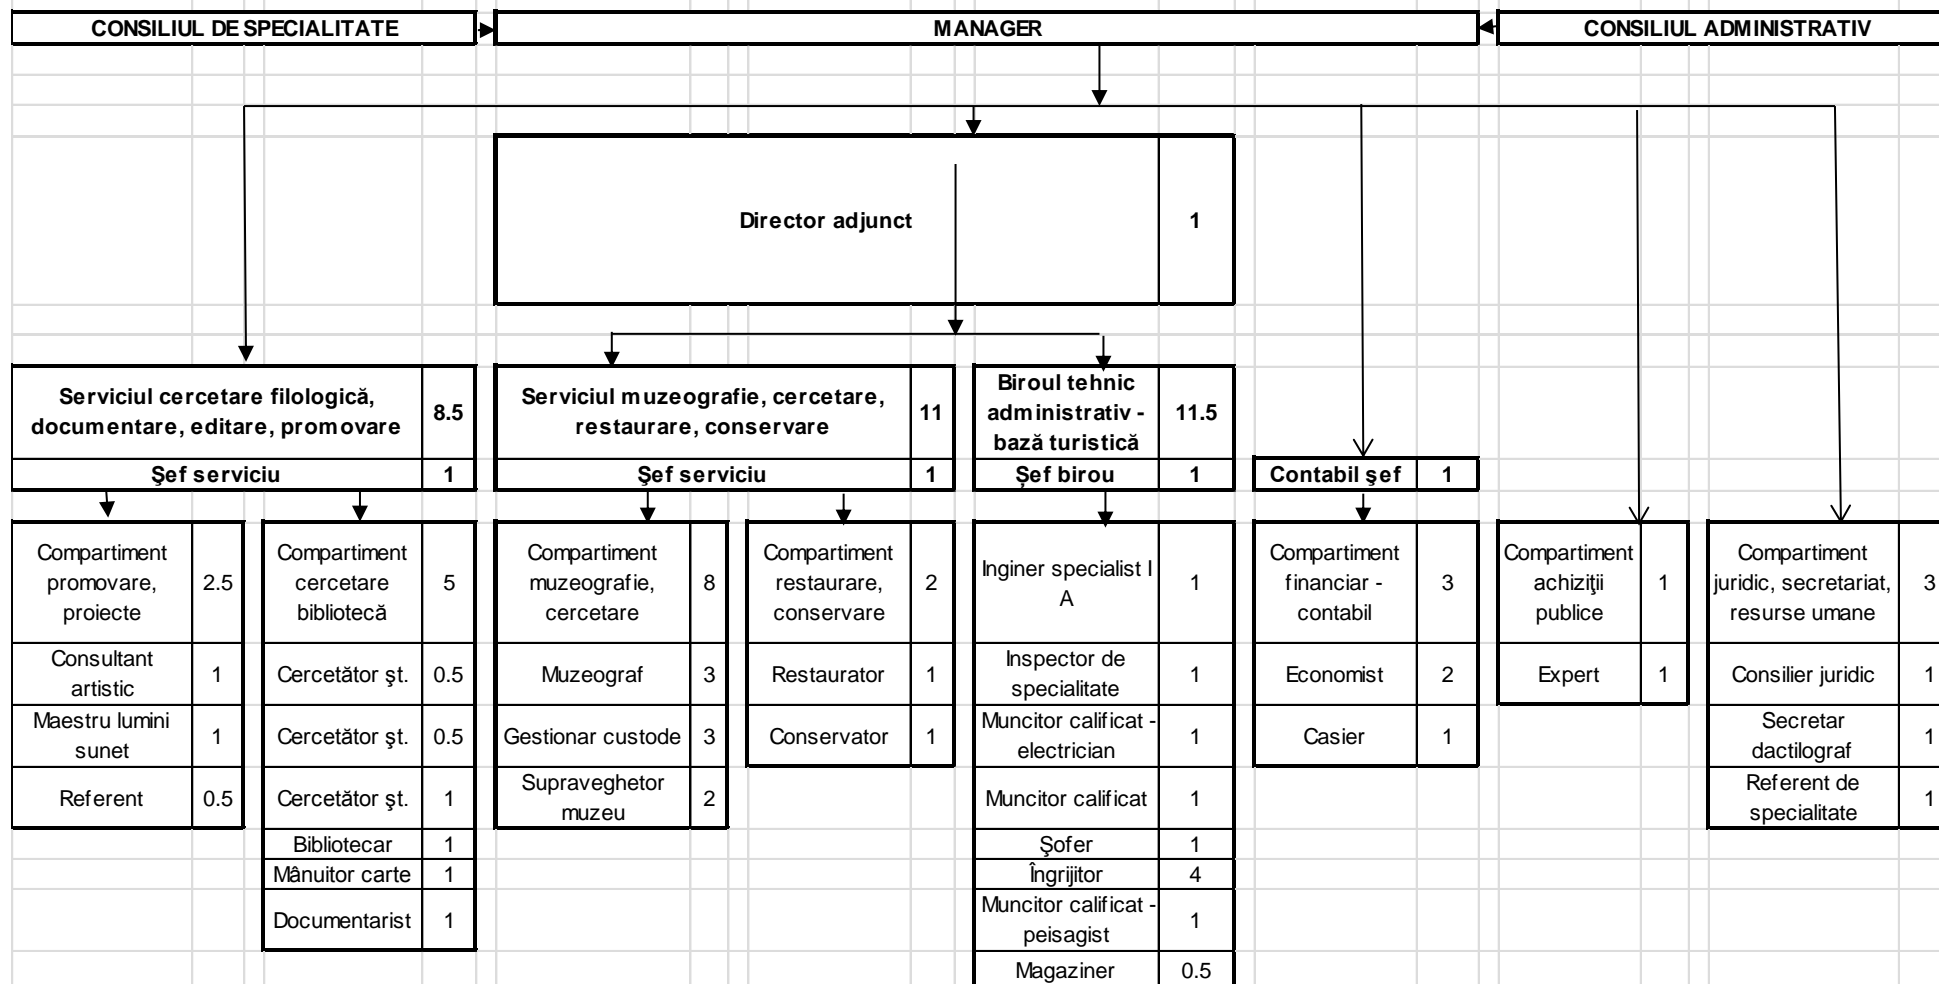 CONSILIUL DE SPECIALITATE
MANAGER
CONSILIUL ADMINISTRATIV
Director adjunct
1
Serviciul cercetare filologică,
documentare, editare, promovare
8.5
Şef serviciu
1
Serviciul muzeografie, cercetare,
restaurare, conservare
11
Şef serviciu
1
Biroul tehnic
administrativ -
bază turistică
11.5
Șef birou
1
Contabil şef
1
Compartiment
promovare,
proiecte
2.5
Consultant
artistic
1
Maestru lumini
sunet
1
Referent
0.5
Compartiment
cercetare
bibliotecă
5
Cercetător şt.
0.5
Cercetător şt.
0.5
Cercetător şt.
1
Bibliotecar
1
Mânuitor carte
1
Documentarist
1
Compartiment
muzeografie,
cercetare
8
Muzeograf
3
Gestionar custode
3
Supraveghetor
muzeu
2
Compartiment
restaurare,
conservare
2
Restaurator
1
Conservator
1
Inginer specialist I
A
1
Inspector de
specialitate
1
Muncitor calificat -
electrician
1
Muncitor calificat
1
Şofer
1
Îngrijitor
4
Muncitor calificat -
peisagist
1
Magaziner
0.5
Compartiment
financiar -
contabil
3
Economist
2
Casier
1
Compartiment
achiziţii
publice
1
Expert
1
Compartiment
juridic, secretariat,
resurse umane
3
Consilier juridic
1
Secretar
dactilograf
1
Referent de
specialitate
1